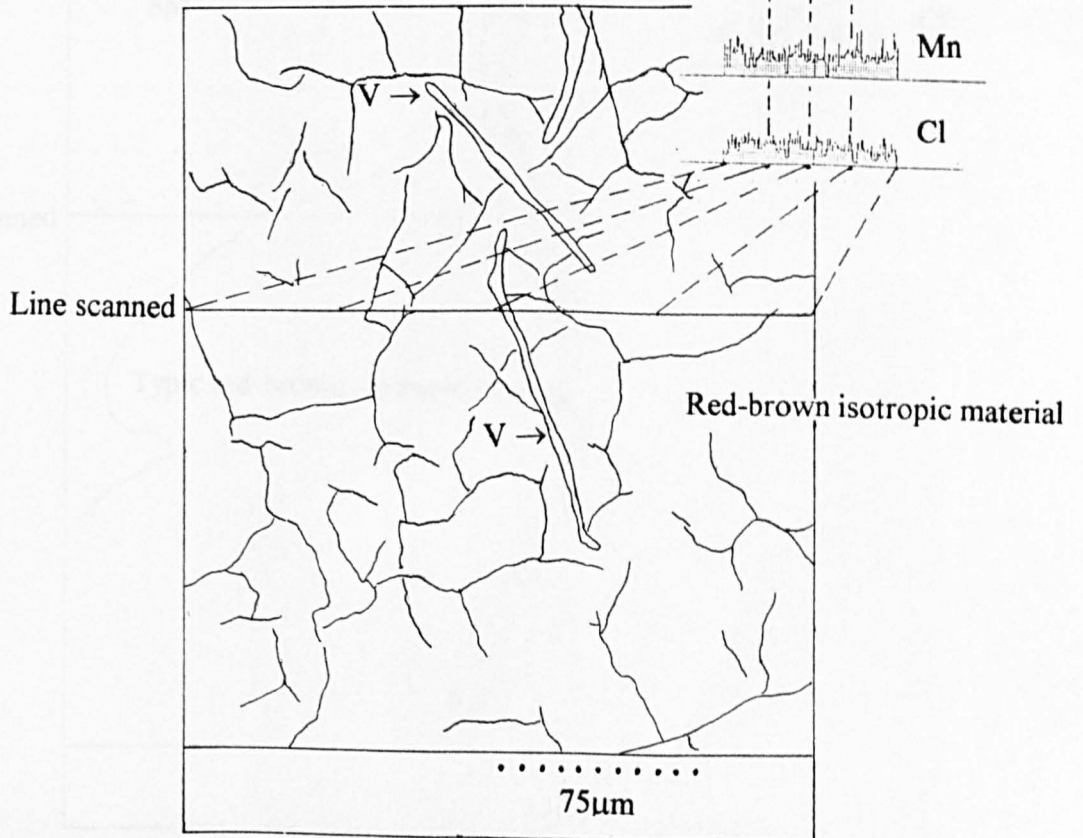 Mn
V →
Cl
Line scanned
Red-brown isotropic material
V →
75µm